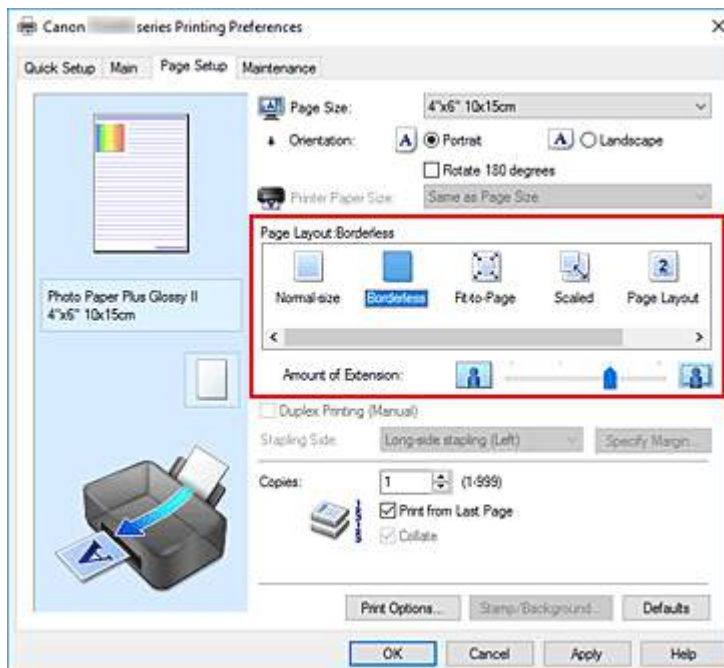 Canon series Printing Preferences
Quick Setup Main Page Setup Maintenance
Page Size: 4"x6" 10x15cm
Orientation: A Portrait A Landscape
Rotate 180 degrees
Printer Paper Size: Same as Page Size
Page Layout:Borderless
2
Normal-size Borderless Fit-to-Page Scaled Page Layout
Photo Paper Plus Glossy II
4"x6" 10x15cm
Amount of Extension:
Duplex Printing (Manual)
Stapling Side: Long-side stapling (Left) Specify Margin...
Copies: 1 (1-999)
Print from Last Page
Collate
A
Print Options... Stamp/Background... Defaults
OK Cancel Apply Help